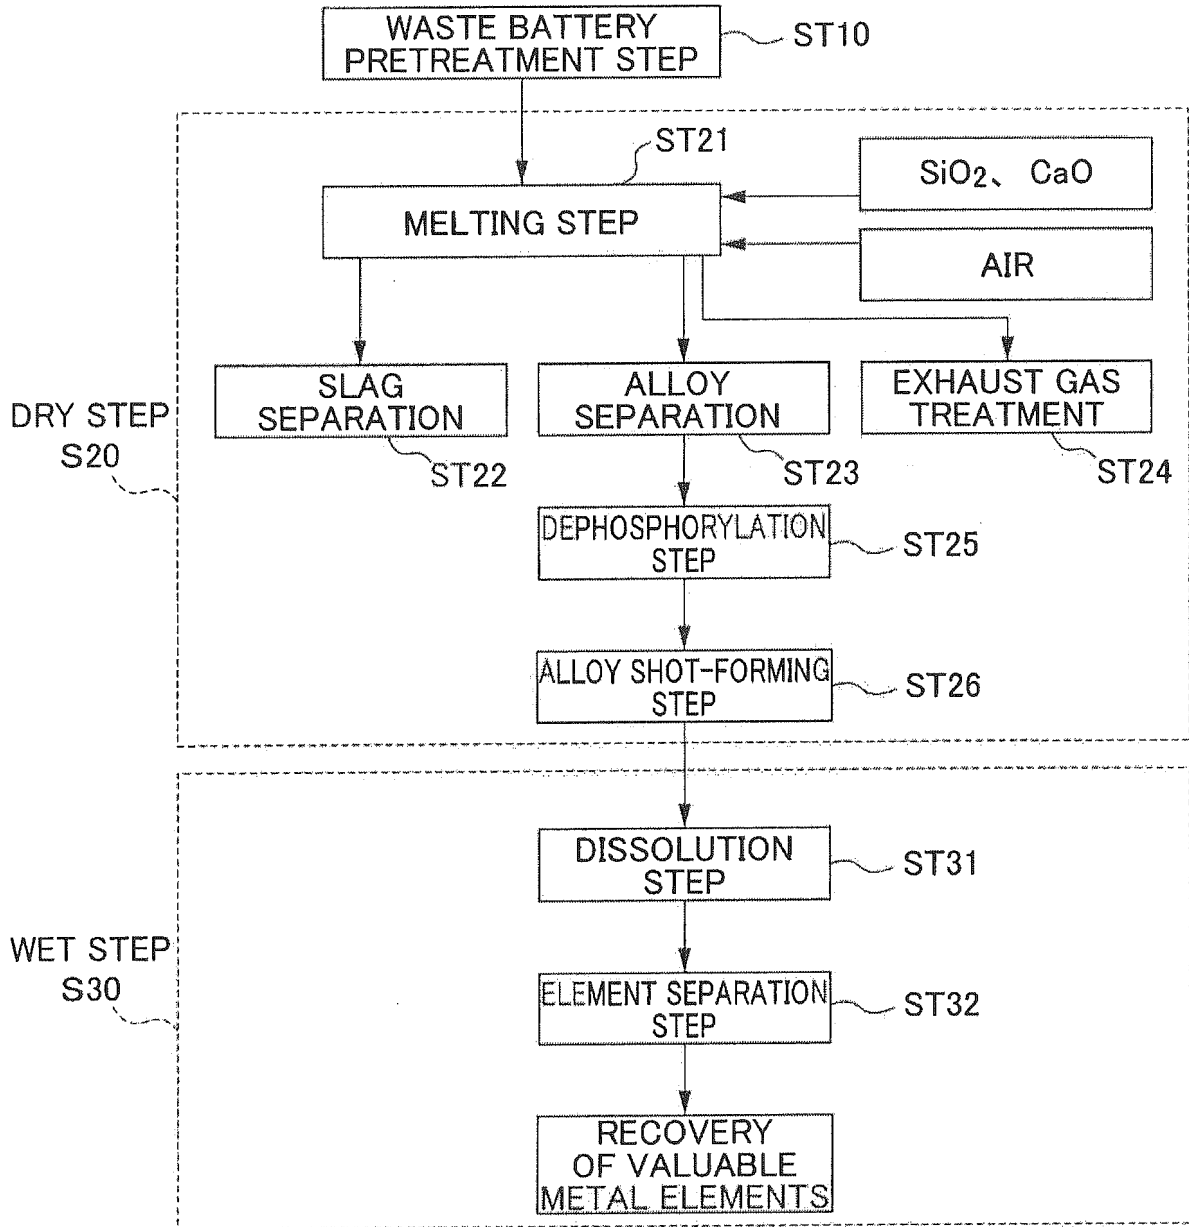 WASTE BATTERY
PRETREATMENT STEP
ST10
ST21
MELTING STEP
SiO₂、 CaO
AIR
SLAG
SEPARATION
ST22
ALLOY
SEPARATION
ST23
EXHAUST GAS
TREATMENT
ST24
DRY STEP
S20
DEPHOSPHORYLATION
STEP
ST25
ALLOY SHOT-FORMING
STEP
ST26
DISSOLUTION
STEP
ST31
WET STEP
S30
ELEMENT SEPARATION
STEP
ST32
RECOVERY
OF VALUABLE
METAL ELEMENTS